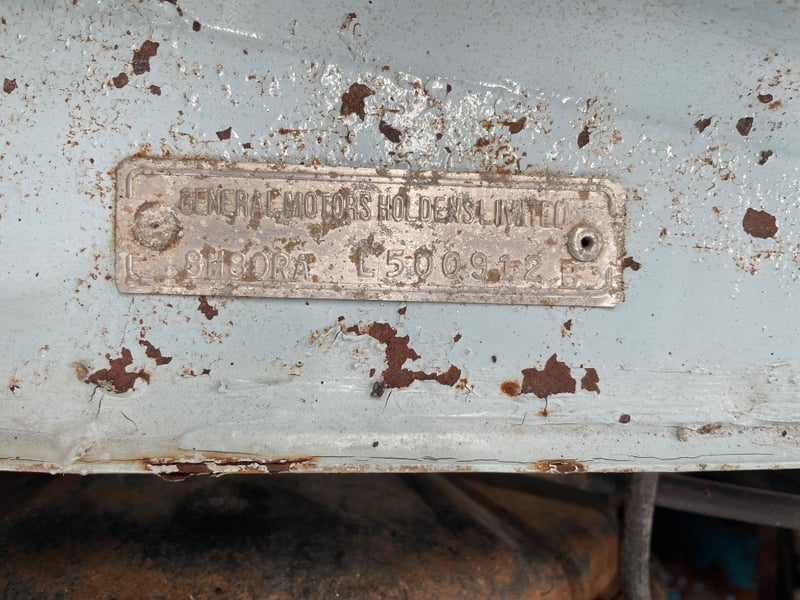 GENERAL MOTORS HOLDENS LIMITED
8H80RA L500912 B